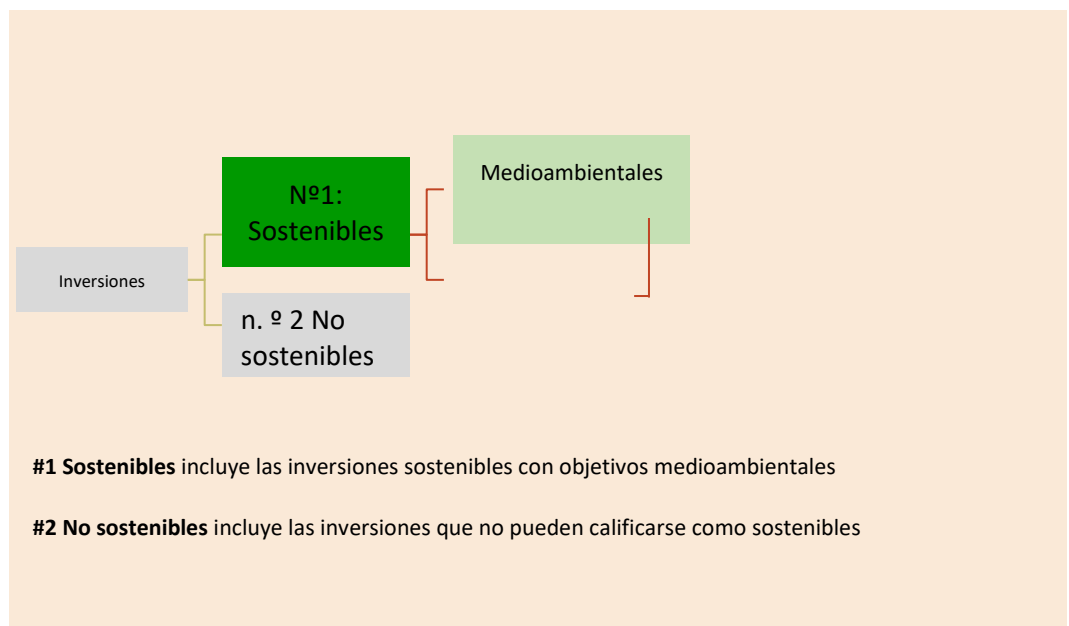 Medioambientales
Nº1:
Sostenibles
Inversiones
n. º 2 No
sostenibles
#1 Sostenibles incluye las inversiones sostenibles con objetivos medioambientales
#2 No sostenibles incluye las inversiones que no pueden calificarse como sostenibles